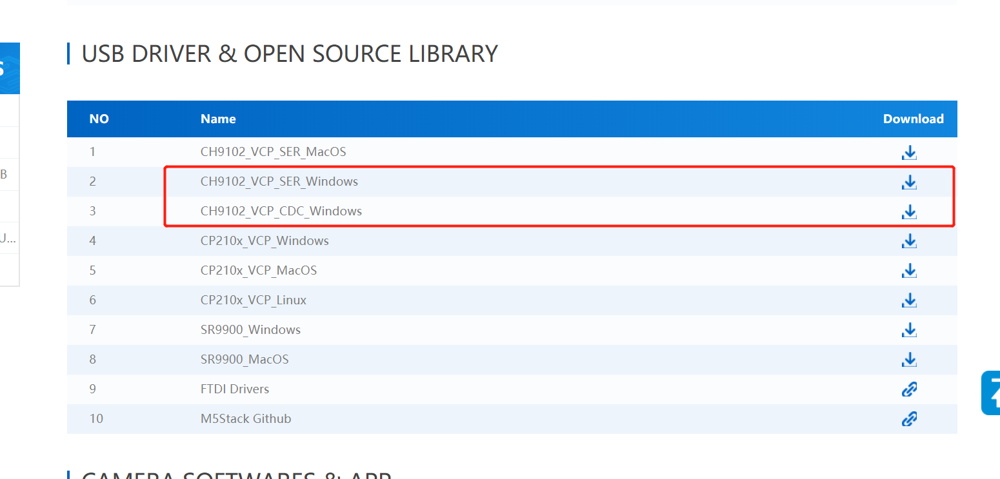 USB DRIVER & OPEN SOURCE LIBRARY
S
NO Name Download
1 CH9102_VCP_SER_MacOS
2 CH9102_VCP_SER_Windows
B
3 CH9102_VCP_CDC_Windows
4 CP210x_VCP_Windows
U...
5 CP210x_VCP_MacOS
6 CP210x_VCP_Linux
7 SR9900_Windows
8 SR9900_MacOS
9 FTDI Drivers
10 M5Stack Github
CAMERA SOFTWARES & APP